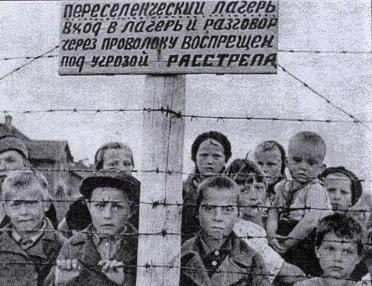 ПЕРЕСЕЛЕНЧЕСКИЙ ЛАГЕРЬ
ВХОД В ЛАГЕРЬ И РАЗГОВОР
ЧЕРЕЗ ПРОВОЛОКУ ВОСПРЕЩЕН
ПОД УГРОЗОЙ РАССТРЕЛА